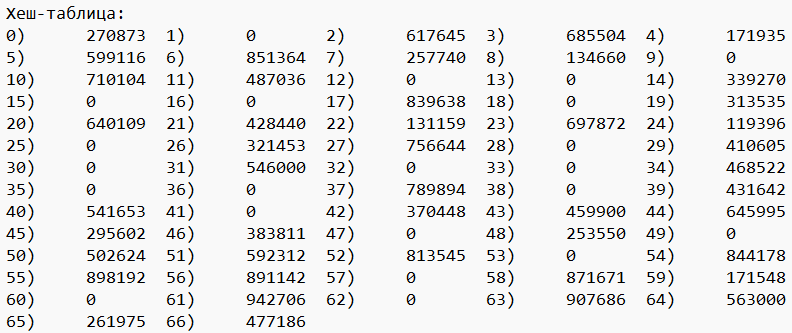 Хеш-таблица:
0) 270873 1) 0 2) 617645 3) 685504 4) 171935
5) 599116 6) 851364 7) 257740 8) 134660 9) 0
10) 710104 11) 487036 12) 0 13) 0 14) 339270
15) 0 16) 0 17) 839638 18) 0 19) 313535
20) 640109 21) 428440 22) 131159 23) 697872 24) 119396
25) 0 26) 321453 27) 756644 28) 0 29) 410605
30) 0 31) 546000 32) 0 33) 0 34) 468522
35) 0 36) 0 37) 789894 38) 0 39) 431642
40) 541653 41) 0 42) 370448 43) 459900 44) 645995
45) 295602 46) 383811 47) 0 48) 253550 49) 0
50) 502624 51) 592312 52) 813545 53) 0 54) 844178
55) 898192 56) 891142 57) 0 58) 871671 59) 171548
60) 0 61) 942706 62) 0 63) 907686 64) 563000
65) 261975 66) 477186